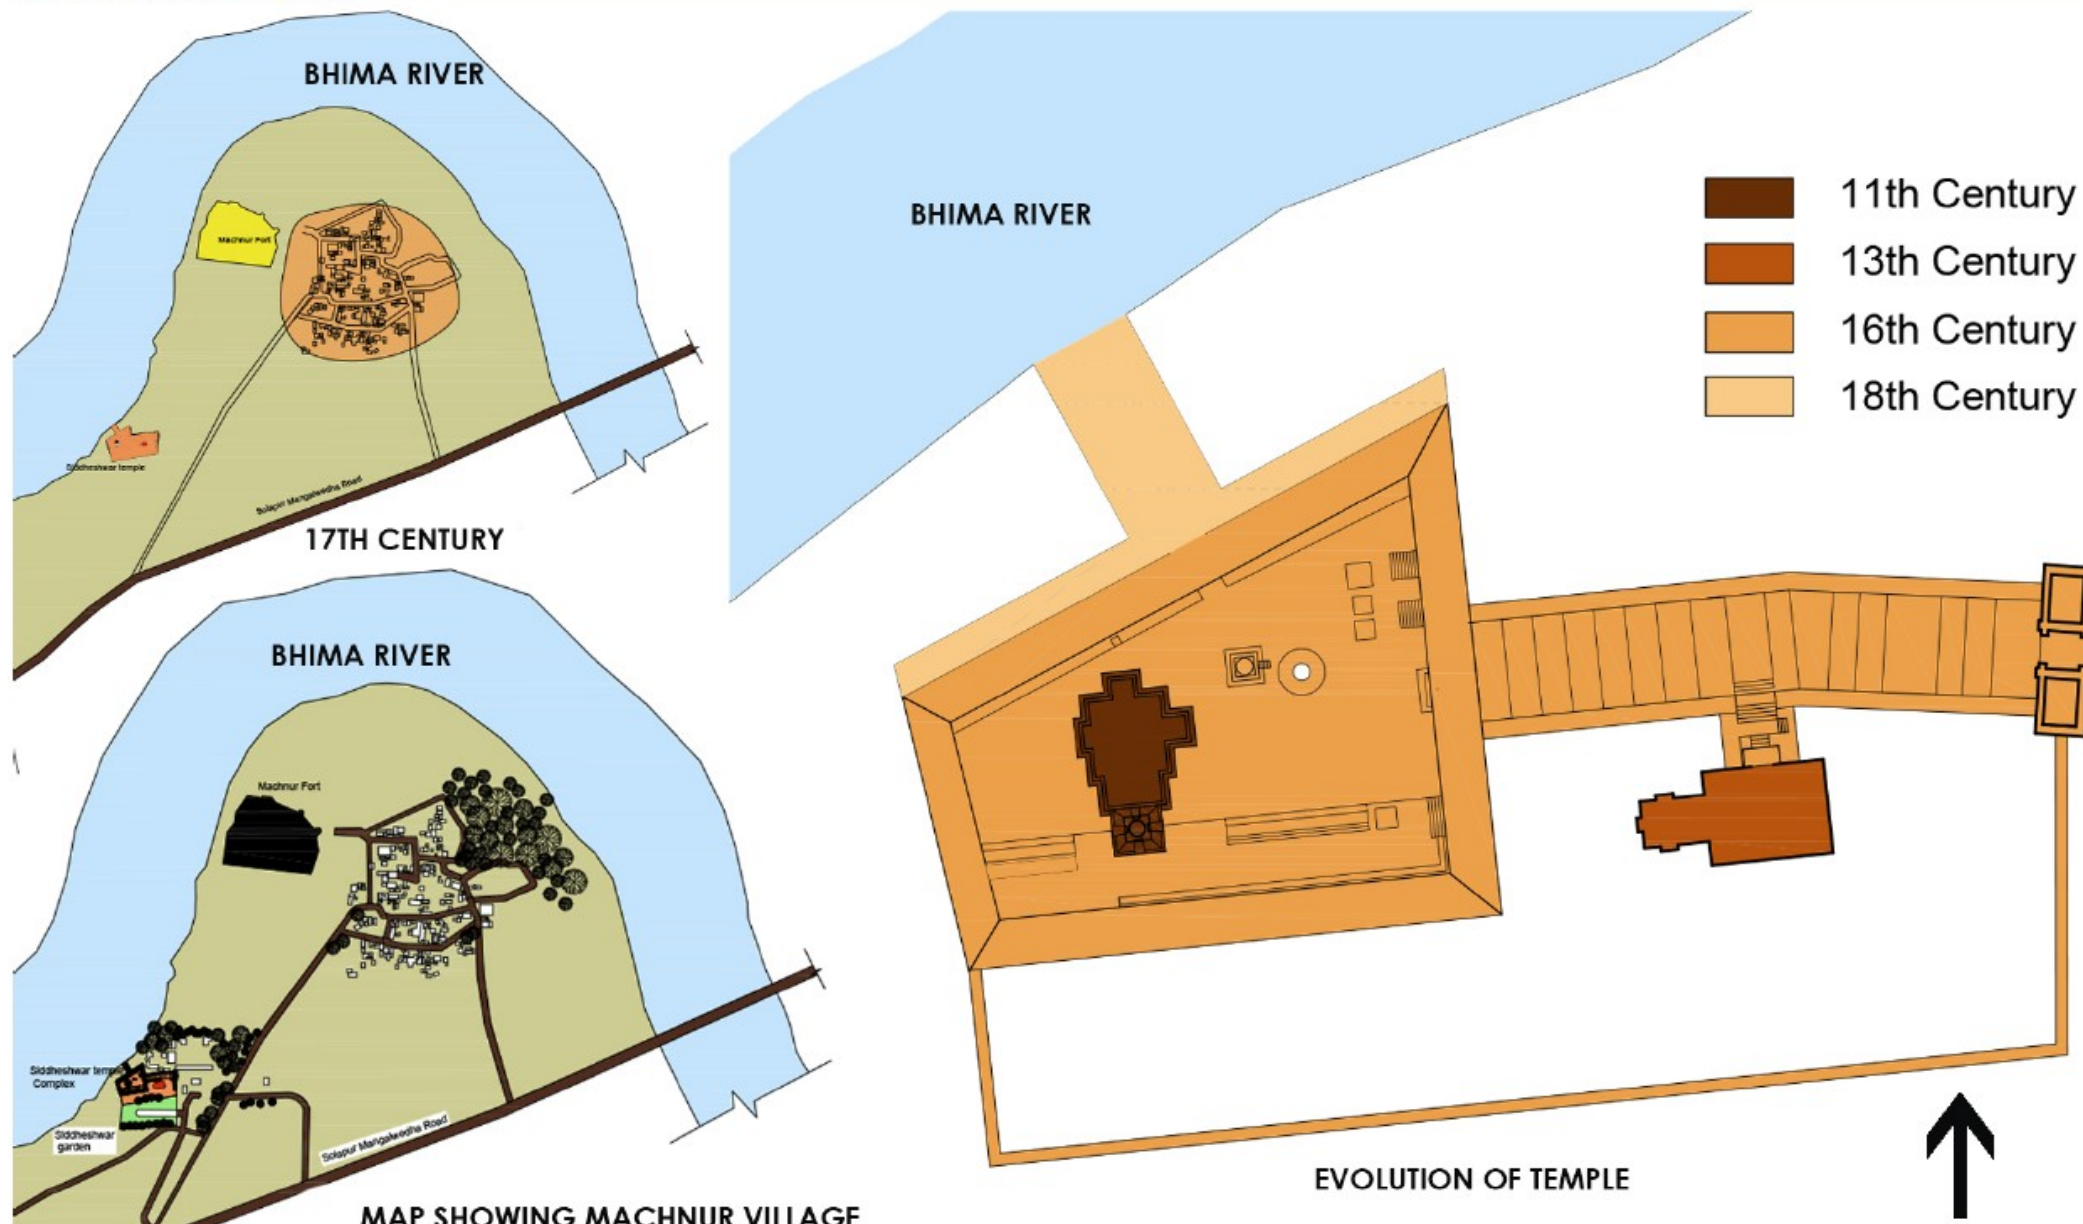 BHIMA RIVER
Machnur Fort
Siddheshwar temple
Solapur Mangalwedha Road
17TH CENTURY
BHIMA RIVER
Machnur Fort
Siddheshwar temple
Complex
Siddheshwar
garden
Solapur Mangalwedha Road
MAP SHOWING MACHNUR VILLAGE
BHIMA RIVER
11th Century
13th Century
16th Century
18th Century
EVOLUTION OF TEMPLE